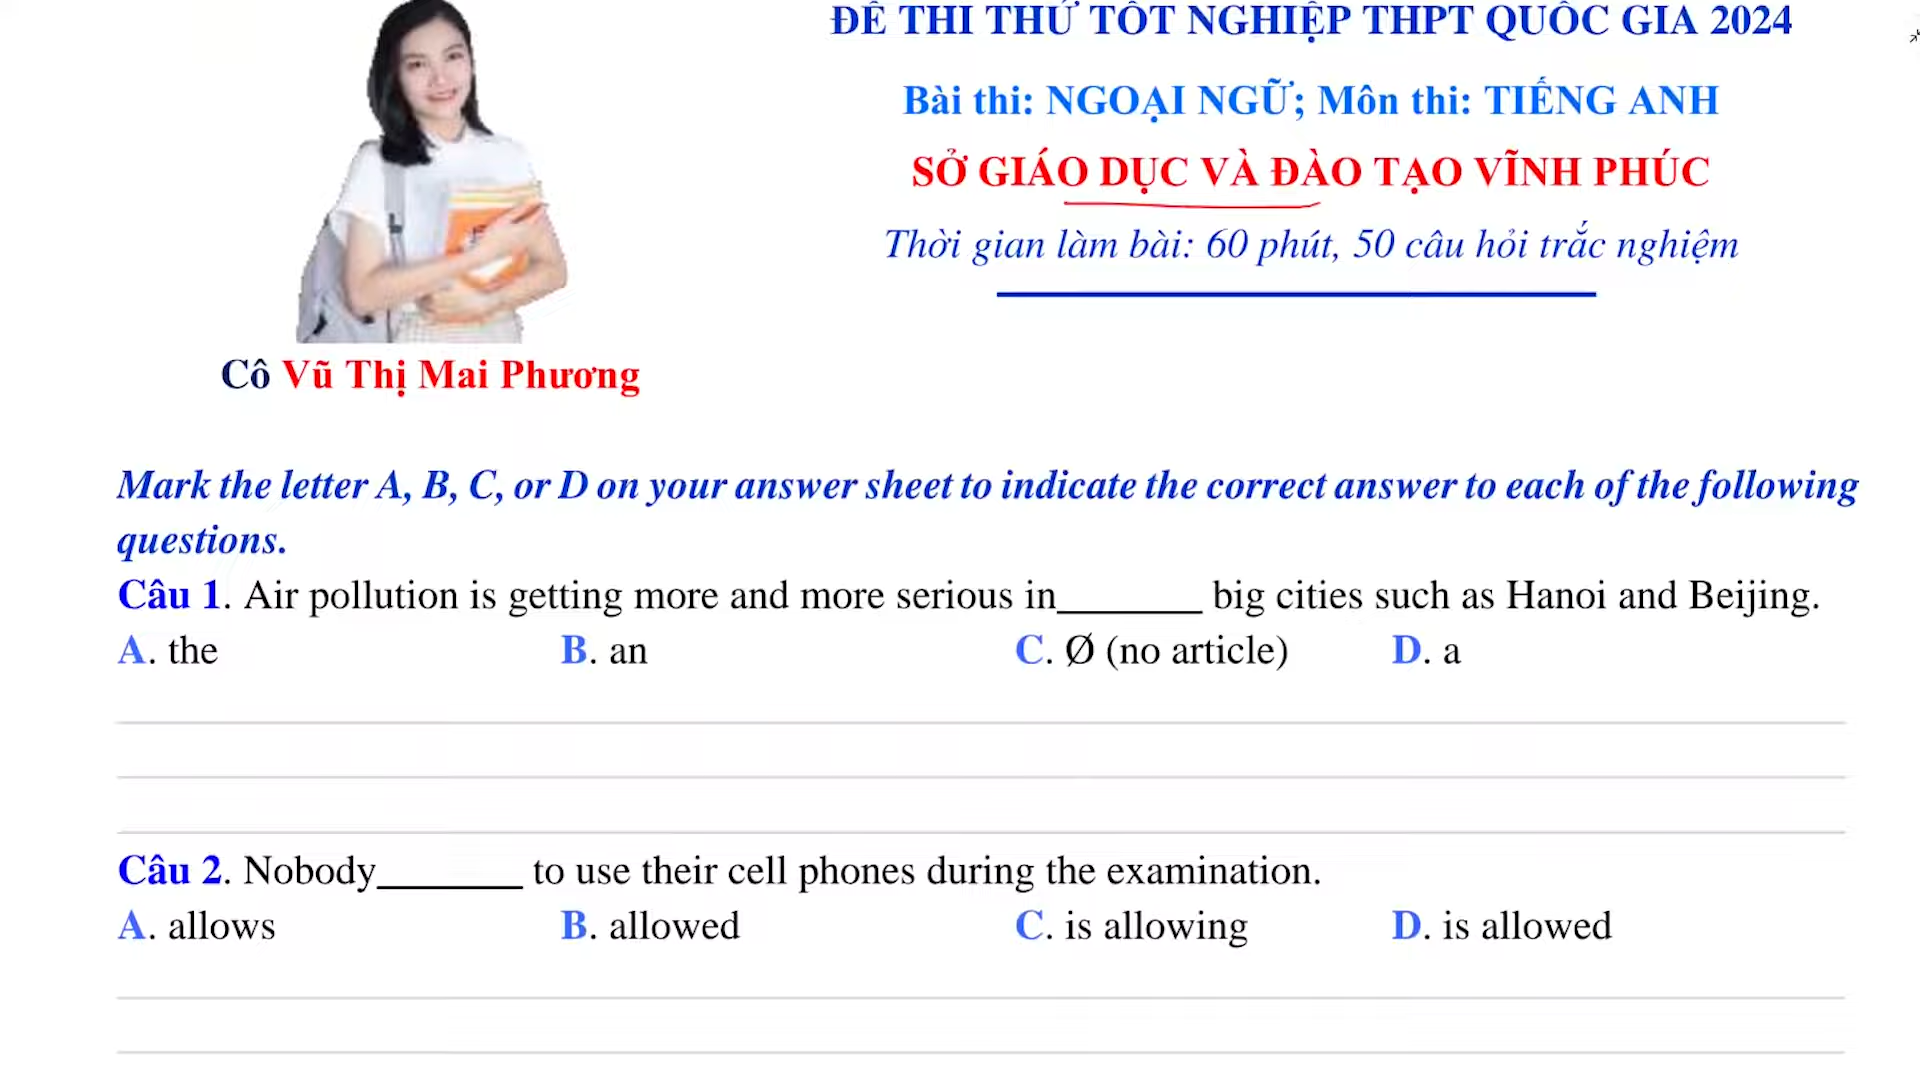 ĐỀ THI THỬ TỐT NGHIỆP THPT QUỐC GIA 2024
Bài thi: NGOẠI NGỮ; Môn thi: TIẾNG ANH
SỞ GIÁO DỤC VÀ ĐÀO TẠO VĨNH PHÚC
Thời gian làm bài: 60 phút, 50 câu hỏi trắc nghiệm
Cô Vũ Thị Mai Phương
Mark the letter A, B, C, or D on your answer sheet to indicate the correct answer to each of the following
questions.
Câu 1. Air pollution is getting more and more serious in_______ big cities such as Hanoi and Beijing.
A. the B. an C. Ø (no article) D. a
Câu 2. Nobody_______ to use their cell phones during the examination.
A. allows B. allowed C. is allowing D. is allowed